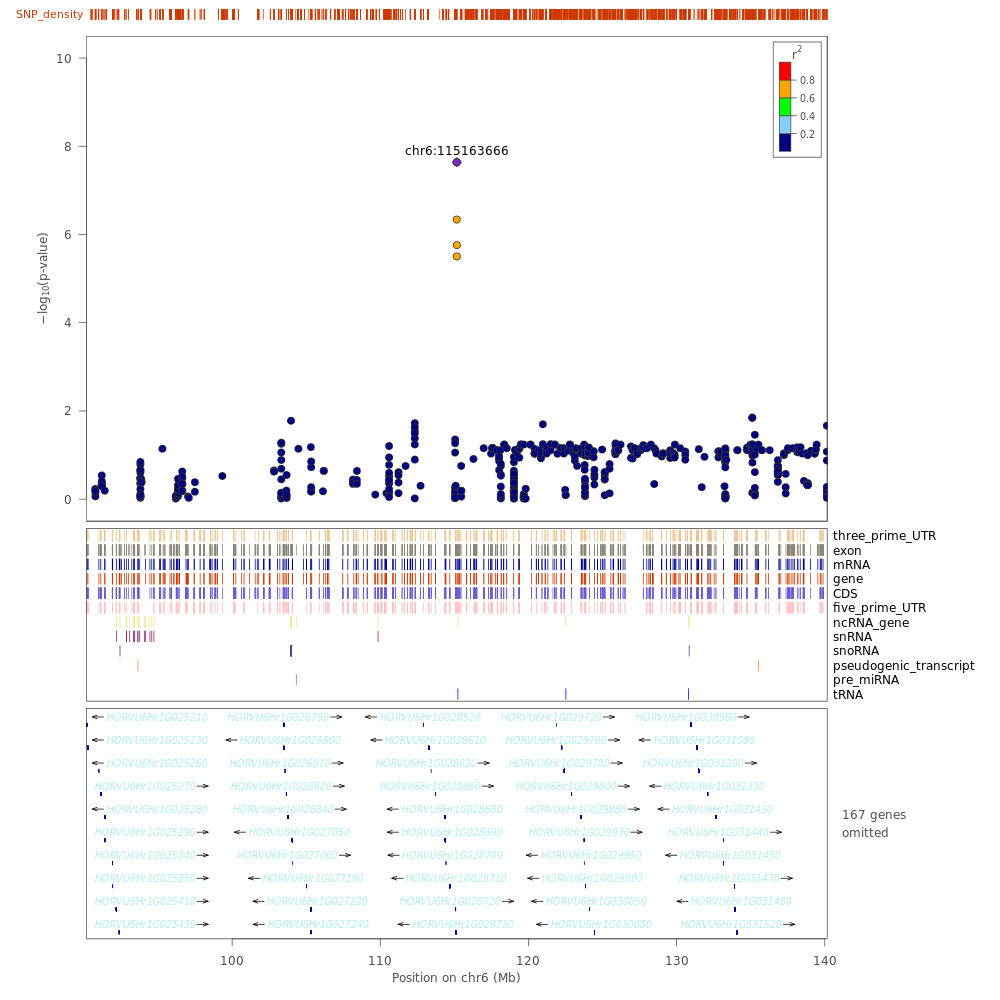 SNP_density
10
8
6
4
2
0
−log10(p-value)
chr6:115163666
r2
0.8
0.6
0.4
0.2
three_prime_UTR
exon
mRNA
gene
CDS
five_prime_UTR
ncRNA_gene
snRNA
snoRNA
pseudogenic_transcript
pre_miRNA
tRNA
HORVU6Hr1G025210 HORVU6Hr1G026790 HORVU6Hr1G028520 HORVU6Hr1G029720 HORVU6Hr1G030980
HORVU6Hr1G025230 HORVU6Hr1G026800 HORVU6Hr1G028610 HORVU6Hr1G029760 HORVU6Hr1G031080
HORVU6Hr1G025260 HORVU6Hr1G026810 HORVU6Hr1G028620 HORVU6Hr1G029780 HORVU6Hr1G031200
HORVU6Hr1G025270 HORVU6Hr1G026820 HORVU6Hr1G028660 HORVU6Hr1G029800 HORVU6Hr1G031330
HORVU6Hr1G025280 HORVU6Hr1G026840 HORVU6Hr1G028680 HORVU6Hr1G029880 HORVU6Hr1G031430
HORVU6Hr1G025290 HORVU6Hr1G027050 HORVU6Hr1G028690 HORVU6Hr1G029930 HORVU6Hr1G031440
HORVU6Hr1G025340 HORVU6Hr1G027060 HORVU6Hr1G028700 HORVU6Hr1G029950 HORVU6Hr1G031450
HORVU6Hr1G025350 HORVU6Hr1G027190 HORVU6Hr1G028710 HORVU6Hr1G029990 HORVU6Hr1G031470
HORVU6Hr1G025410 HORVU6Hr1G027220 HORVU6Hr1G028720 HORVU6Hr1G030050 HORVU6Hr1G031480
HORVU6Hr1G025430 HORVU6Hr1G027240 HORVU6Hr1G028730 HORVU6Hr1G030080 HORVU6Hr1G031520
167 genes
omitted
100 110 120 130 140
Position on chr6 (Mb)